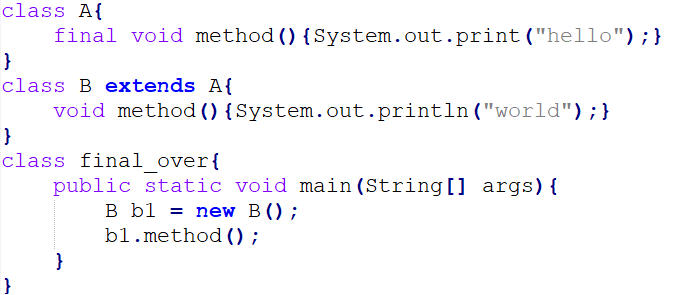 class A{
    final void method(){System.out.print("hello");}
}
class B extends A{
    void method(){System.out.println("world");}
}
class final_over{
    public static void main(String[] args){
        B b1 = new B();
        b1.method();
    }
}